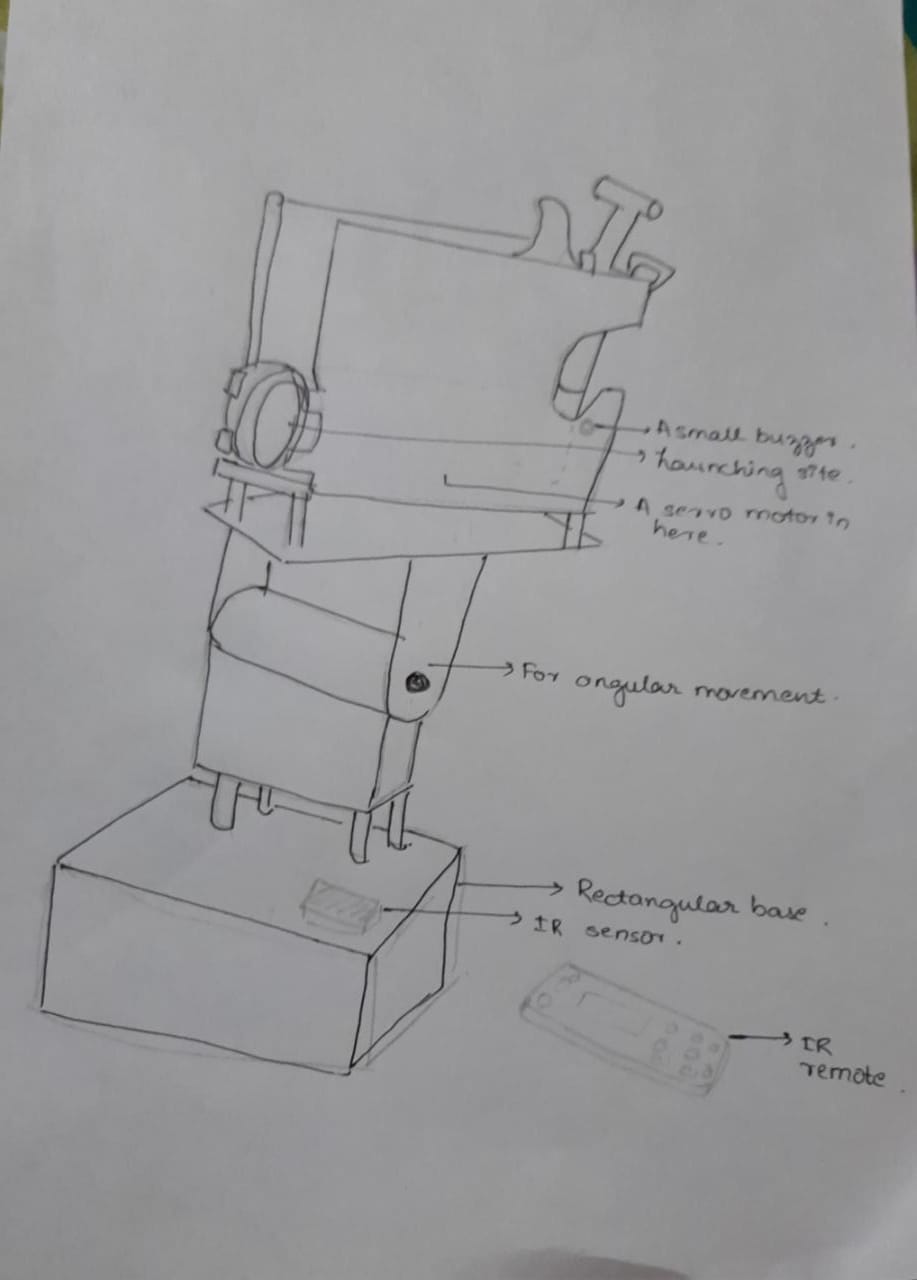 A small buzzer.
Launching site.
A servo motor in
here.
For angular movement.
Rectangular base.
IR sensor.
IR
remote.